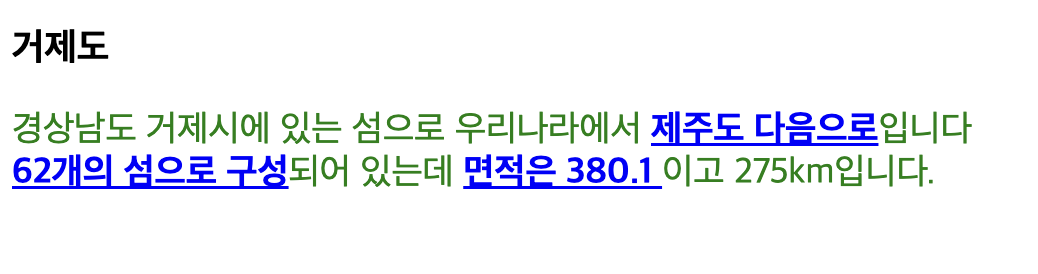 거제도
경상남도 거제시에 있는 섬으로 우리나라에서 제주도 다음으로입니다
62개의 섬으로 구성되어 있는데 면적은 380.1 이고 275km입니다.